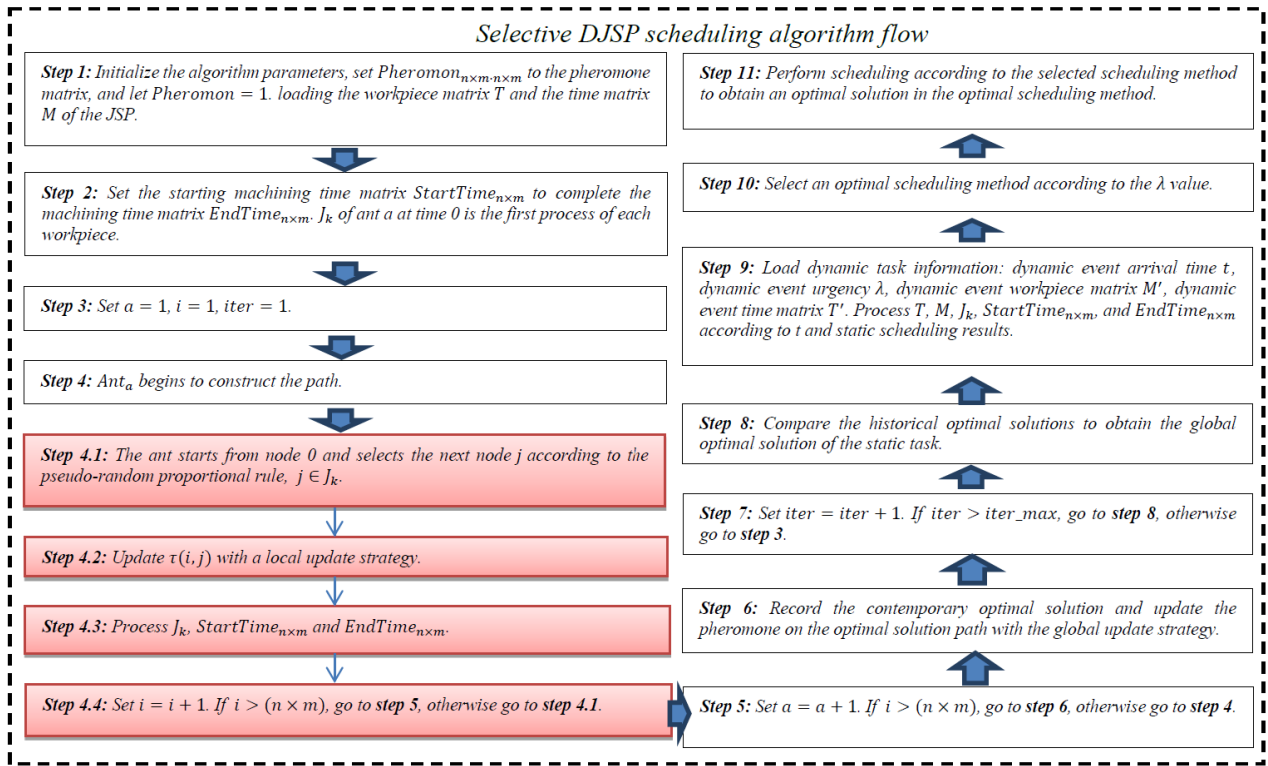 Selective DJSP scheduling algorithm flow
Step 1: Initialize the algorithm parameters, set Pheromon_{n×m·n×m} to the pheromone
matrix, and let Pheromon = 1. loading the workpiece matrix T and the time matrix
M of the JSP.
Step 2: Set the starting machining time matrix StartTime_{n×m} to complete the
machining time matrix EndTime_{n×m}. J_k of ant a at time 0 is the first process of each
workpiece.
Step 3: Set a = 1, i = 1, iter = 1.
Step 4: Ant_a begins to construct the path.
Step 4.1: The ant starts from node 0 and selects the next node j according to the
pseudo-random proportional rule, j ∈ J_k.
Step 4.2: Update τ(i, j) with a local update strategy.
Step 4.3: Process J_k, StartTime_{n×m} and EndTime_{n×m}.
Step 4.4: Set i = i + 1. If i > (n × m), go to step 5, otherwise go to step 4.1.
Step 5: Set a = a + 1. If i > (n × m), go to step 6, otherwise go to step 4.
Step 6: Record the contemporary optimal solution and update the
pheromone on the optimal solution path with the global update strategy.
Step 7: Set iter = iter + 1. If iter > iter_max, go to step 8, otherwise
go to step 3.
Step 8: Compare the historical optimal solutions to obtain the global
optimal solution of the static task.
Step 9: Load dynamic task information: dynamic event arrival time t,
dynamic event urgency λ, dynamic event workpiece matrix M′, dynamic
event time matrix T′. Process T, M, J_k, StartTime_{n×m}, and EndTime_{n×m}
according to t and static scheduling results.
Step 10: Select an optimal scheduling method according to the λ value.
Step 11: Perform scheduling according to the selected scheduling method
to obtain an optimal solution in the optimal scheduling method.